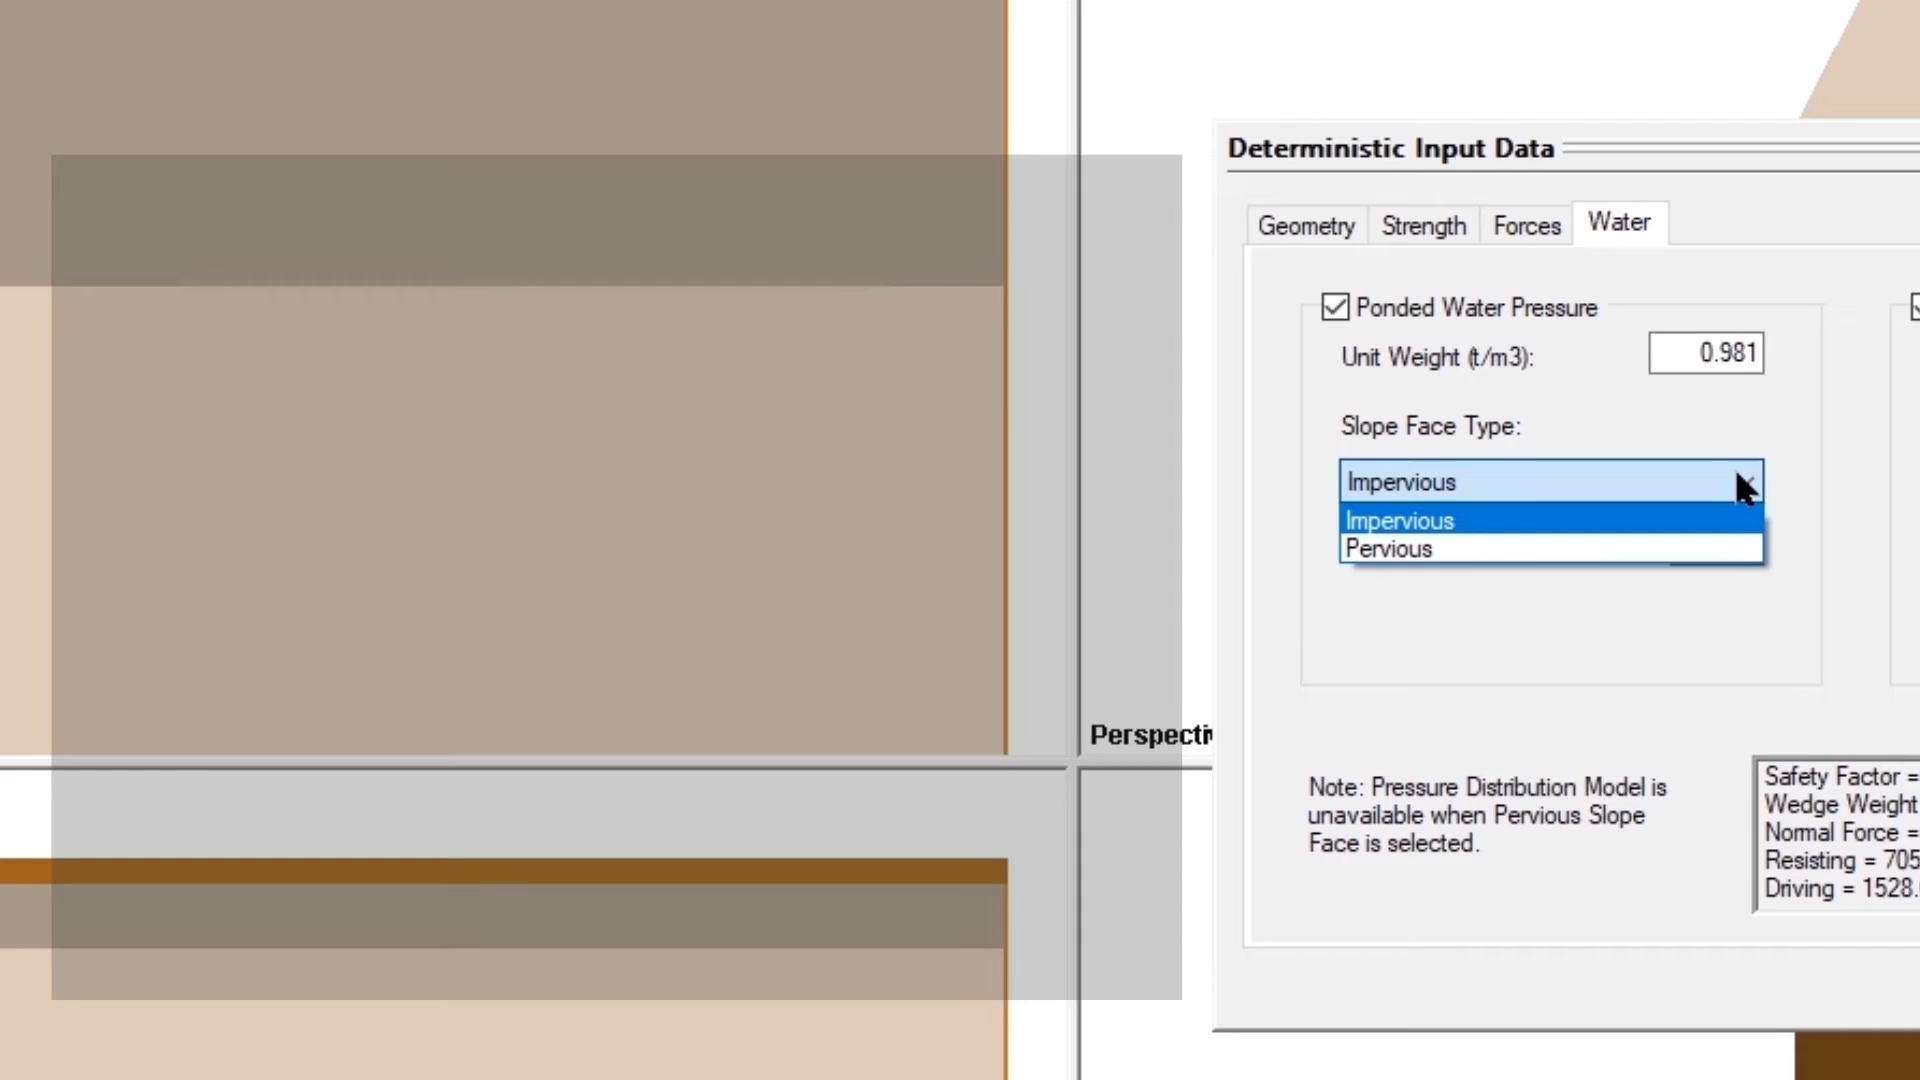 Deterministic Input Data
Geometry
Strength
Forces
Water
Ponded Water Pressure
Unit Weight (t/m3):
0.981
Slope Face Type:
Impervious
Impervious
Pervious
Note: Pressure Distribution Model is
unavailable when Pervious Slope
Face is selected.
Safety Factor =
Wedge Weight
Normal Force =
Resisting = 705
Driving = 1528.